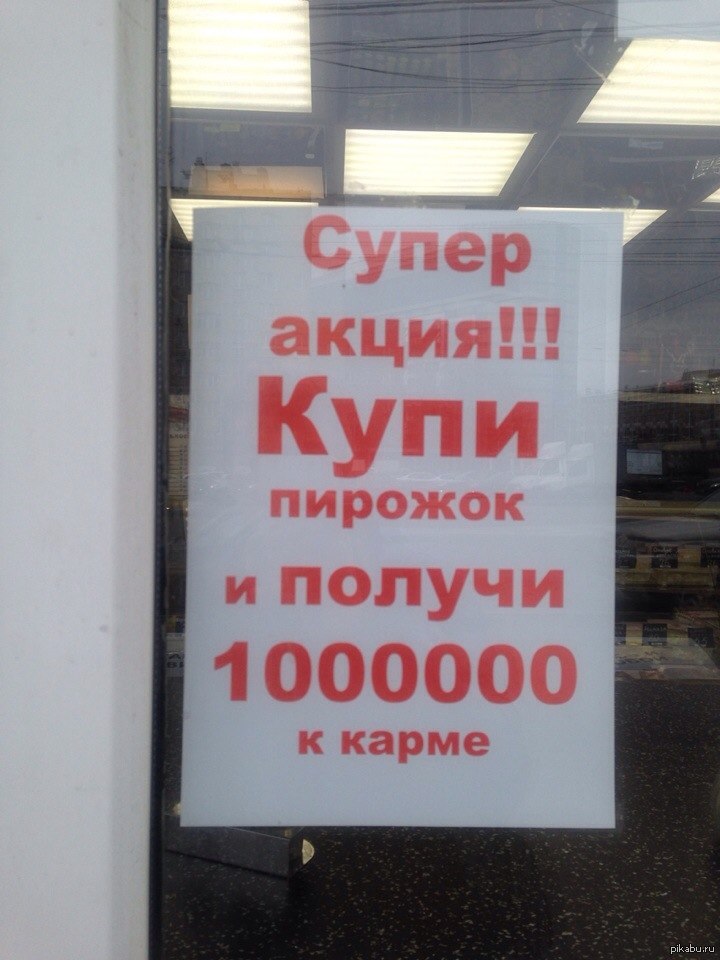 Супер
акция!!!
Купи
пирожок
и получи
1000000
к карме
pikabu.ru